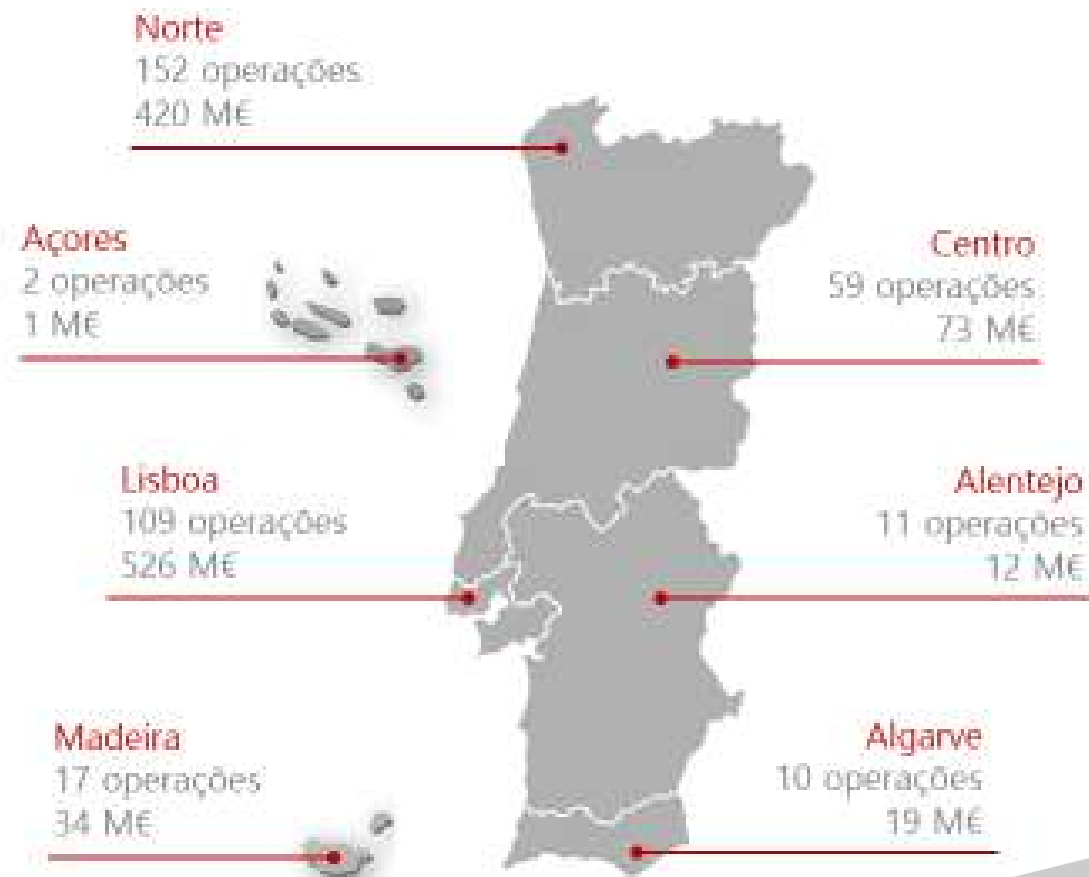 Norte
152 operações
420 M€
Açores
2 operações
1 M€
Centro
59 operações
73 M€
Lisboa
109 operações
526 M€
Alentejo
11 operações
12 M€
Madeira
17 operações
34 M€
Algarve
10 operações
19 M€